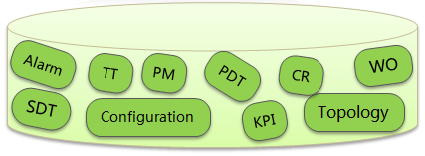 Alarm
TT
PM
PDT
CR
WO
SDT
Configuration
KPI
Topology